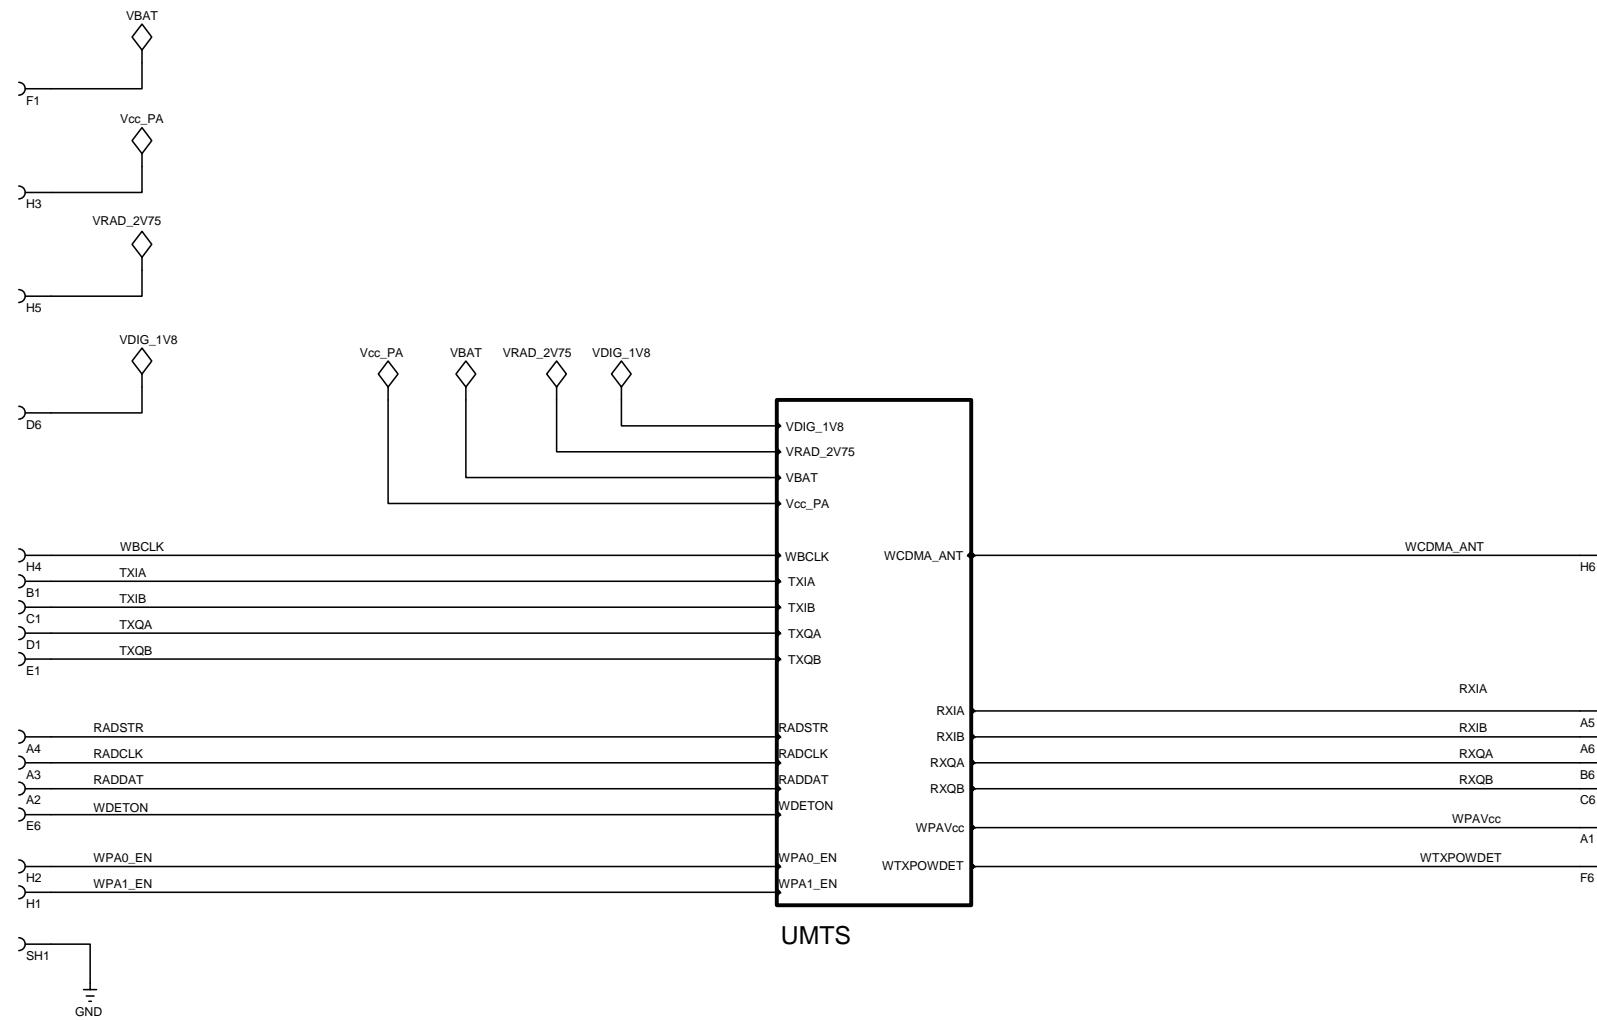 VBAT
F1
Vcc_PA
H3
VRAD_2V75
H5
VDIG_1V8
D6
Vcc_PA VBAT VRAD_2V75 VDIG_1V8
VDIG_1V8
VRAD_2V75
VBAT
Vcc_PA
WBCLK WBCLK WCDMA_ANT WCDMA_ANT
H4 H6
TXIA TXIA
B1
TXIB TXIB
C1
TXQA TXQA
D1
TXQB TXQB
E1
RXIA RXIA
A5
RADSTR RADSTR RXIB RXIB
A4 A6
RADCLK RADCLK RXQA RXQA
A3 B6
RADDAT RADDAT RXQB RXQB
A2 C6
WDETON WDETON
E6
WPAVcc WPAVcc
A1
WPA0_EN WPA0_EN WTXPOWDET WTXPOWDET
H2 F6
WPA1_EN WPA1_EN
H1
UMTS
SH1
GND